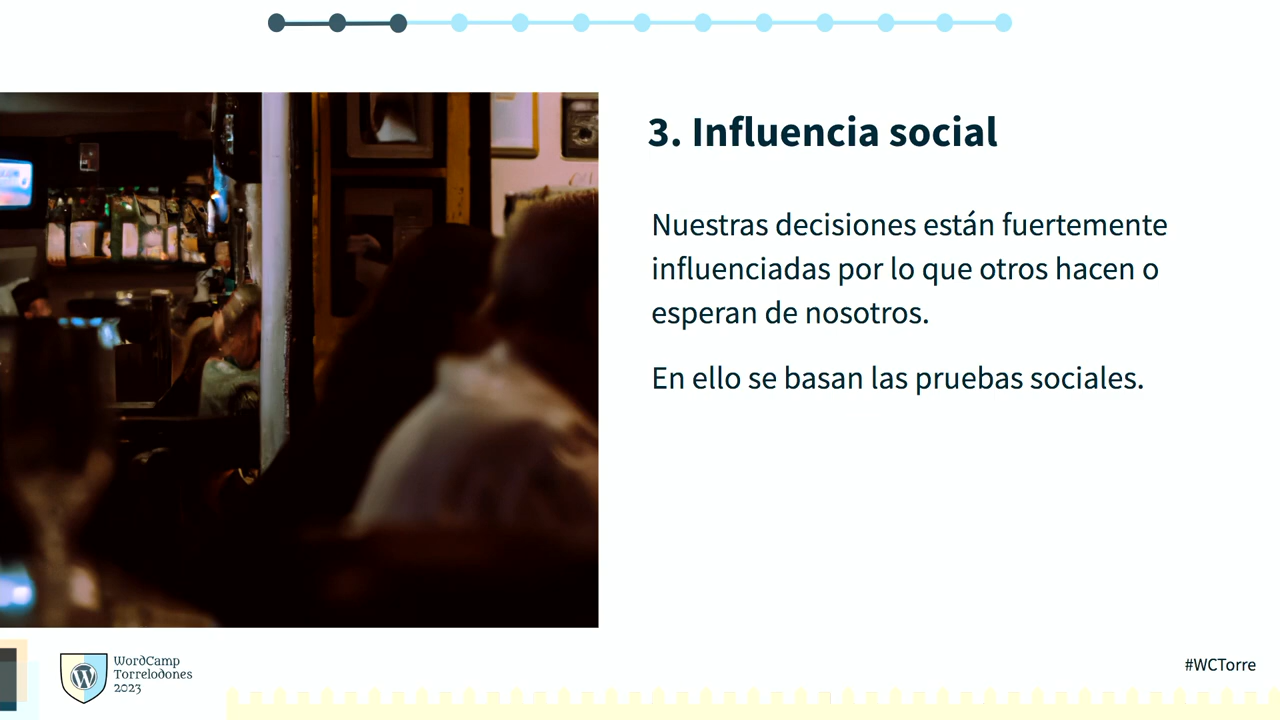 3. Influencia social
Nuestras decisiones están fuertemente
influenciadas por lo que otros hacen o
esperan de nosotros.
En ello se basan las pruebas sociales.
WordCamp
Torrelodones
2023
#WCTorre